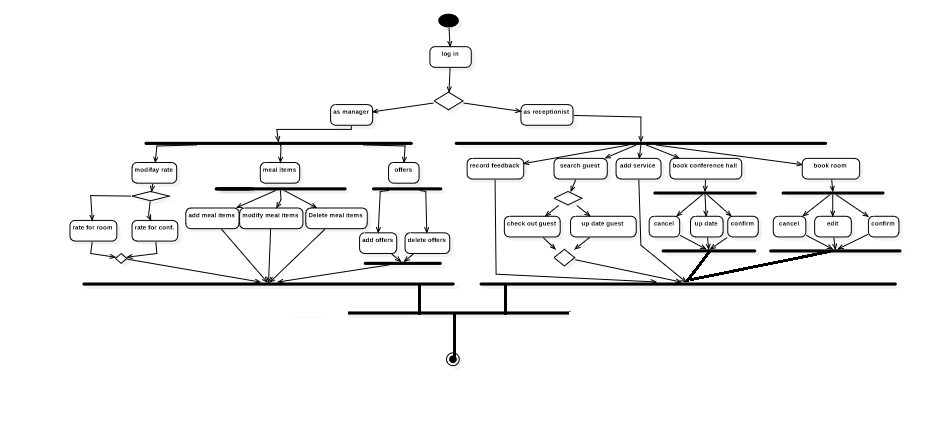 log in
as manager
as receptionist
modifay rate
meal items
offers
record feedback
search guest
add service
book conference hall
book room
rate for room
rate for conf.
add meal items
modify meal items
Delete meal items
add offers
delete offers
check out guest
up date guest
cancel
up date
confirm
cancel
edit
confirm